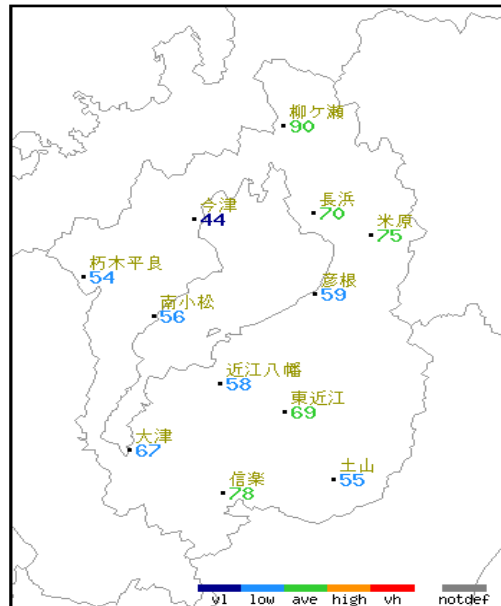 柳ケ瀬
90
今津
44
長浜
70
米原
75
朽木平良
54
彦根
59
南小松
56
近江八幡
58
東近江
69
大津
67
信楽
78
土山
55
vl low ave high vh notdef